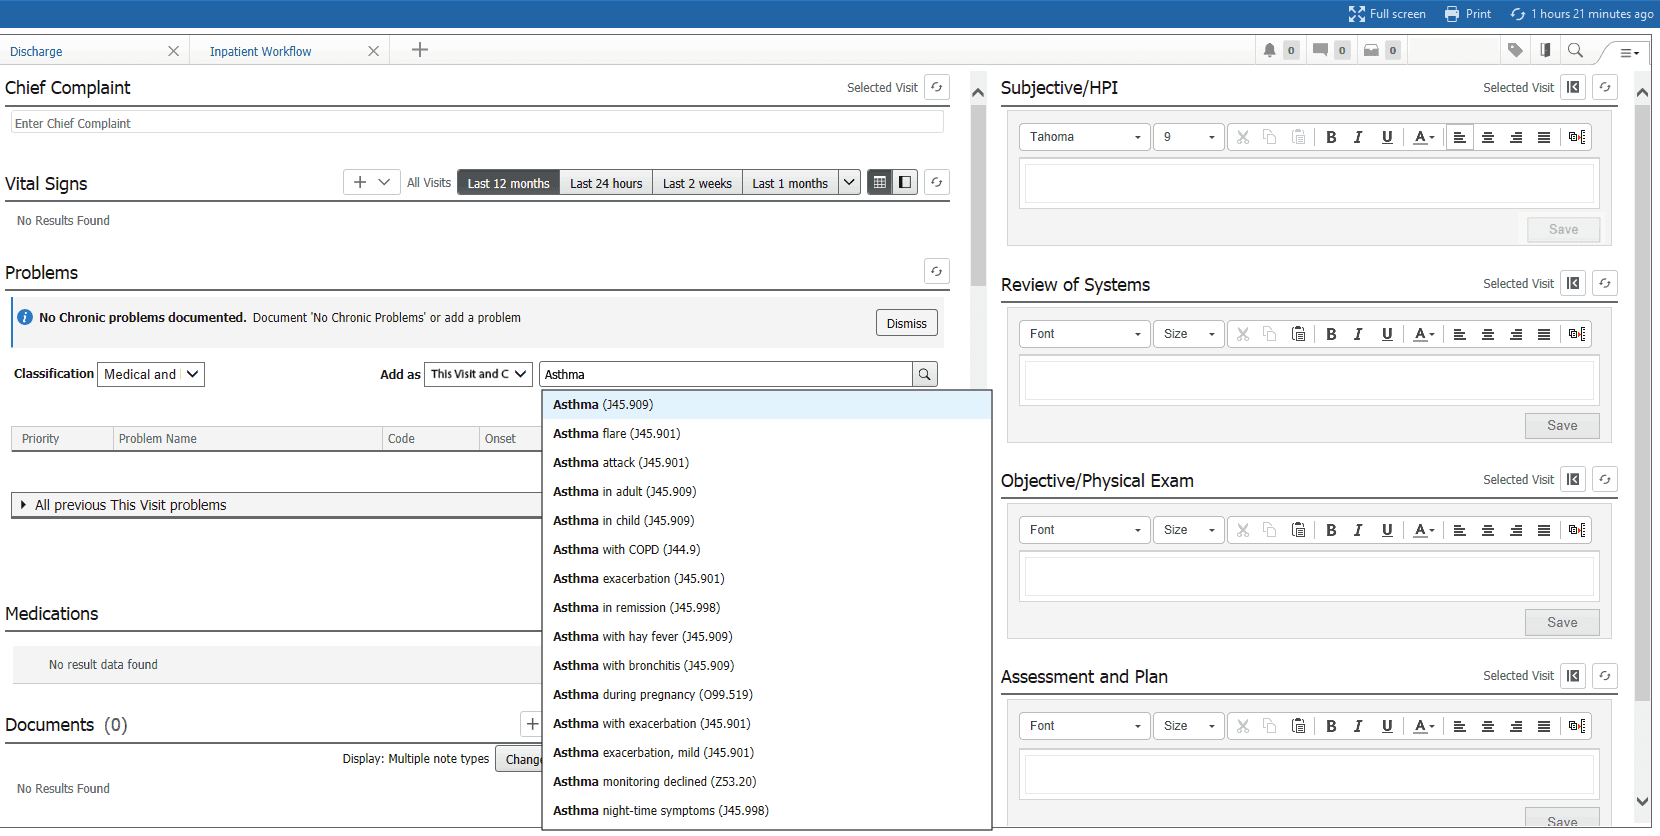 Full screen Print 1 hours 21 minutes ago
Discharge Inpatient Workflow 0 0 0
Chief Complaint Selected Visit
Enter Chief Complaint
Vital Signs All Visits Last 12 months Last 24 hours Last 2 weeks Last 1 months
No Results Found
Problems
No Chronic problems documented. Document 'No Chronic Problems' or add a problem Dismiss
Classification Medical and Add as This Visit and C Asthma
Asthma (J45.909)
Asthma flare (J45.901)
Asthma attack (J45.901)
Asthma in adult (J45.909)
Asthma in child (J45.909)
Asthma with COPD (J44.9)
Asthma exacerbation (J45.901)
Asthma in remission (J45.998)
Asthma with hay fever (J45.909)
Asthma with bronchitis (J45.909)
Asthma during pregnancy (O99.519)
Asthma with exacerbation (J45.901)
Asthma exacerbation, mild (J45.901)
Asthma monitoring declined (Z53.20)
Asthma night-time symptoms (J45.998)
Priority Problem Name Code Onset
All previous This Visit problems
Medications
No result data found
Documents (0)
Display: Multiple note types Change
No Results Found
Subjective/HPI Selected Visit
Tahoma 9 B I U A
Save
Review of Systems Selected Visit
Font Size B I U A
Save
Objective/Physical Exam Selected Visit
Font Size B I U A
Save
Assessment and Plan Selected Visit
Font Size B I U A
Save